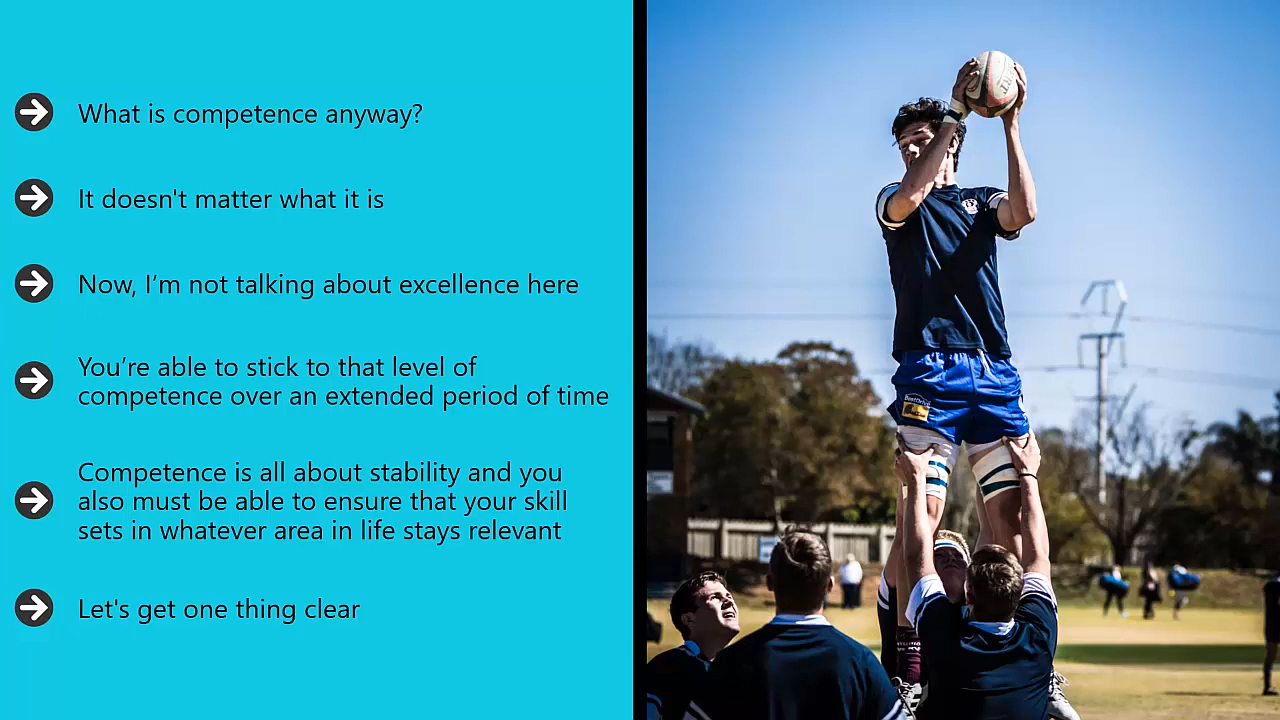 What is competence anyway?
It doesn't matter what it is
Now, I’m not talking about excellence here
You’re able to stick to that level of
competence over an extended period of time
Competence is all about stability and you
also must be able to ensure that your skill
sets in whatever area in life stays relevant
Let's get one thing clear